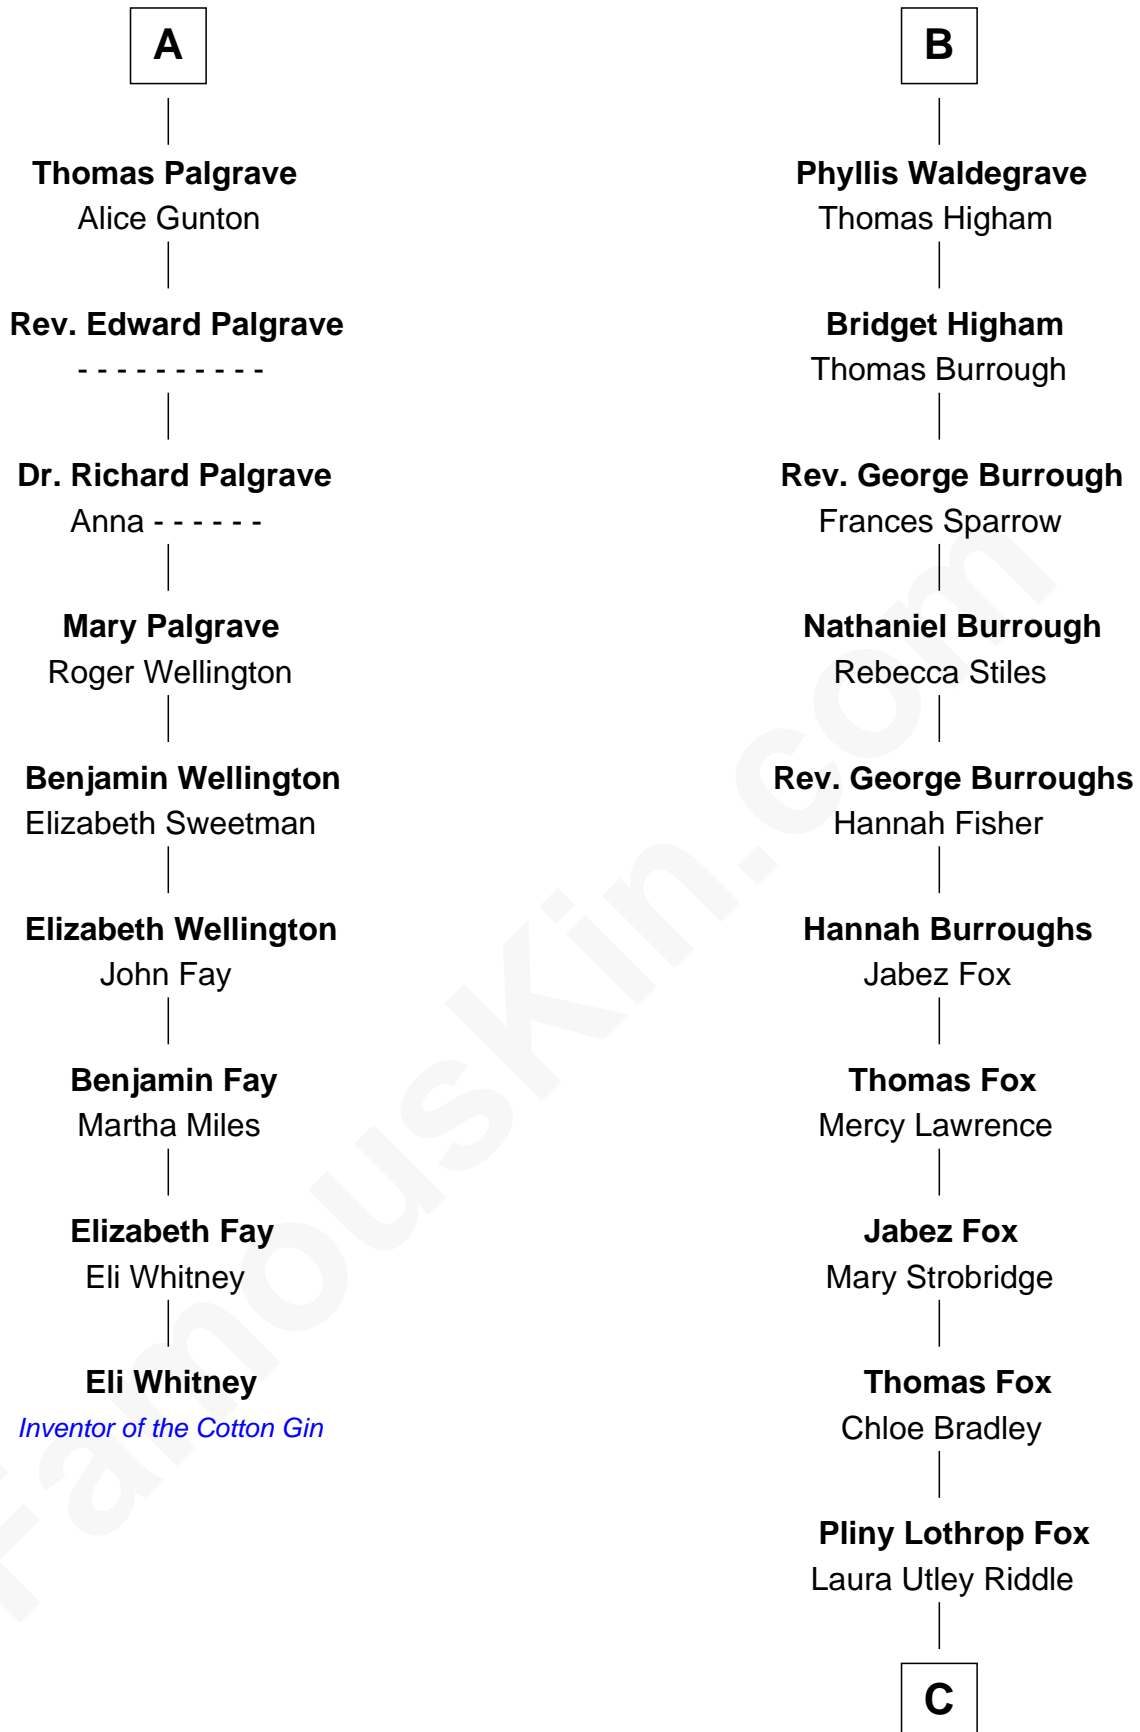 A
Thomas Palgrave
Alice Gunton
Rev. Edward Palgrave
- - - - - - - - - -
Dr. Richard Palgrave
Anna - - - - - -
Mary Palgrave
Roger Wellington
Benjamin Wellington
Elizabeth Sweetman
Elizabeth Wellington
John Fay
Benjamin Fay
Martha Miles
Elizabeth Fay
Eli Whitney
Eli Whitney
Inventor of the Cotton Gin
B
Phyllis Waldegrave
Thomas Higham
Bridget Higham
Thomas Burrough
Rev. George Burrough
Frances Sparrow
Nathaniel Burrough
Rebecca Stiles
Rev. George Burroughs
Hannah Fisher
Hannah Burroughs
Jabez Fox
Thomas Fox
Mercy Lawrence
Jabez Fox
Mary Strobridge
Thomas Fox
Chloe Bradley
Pliny Lothrop Fox
Laura Utley Riddle
C
FamousKin.com